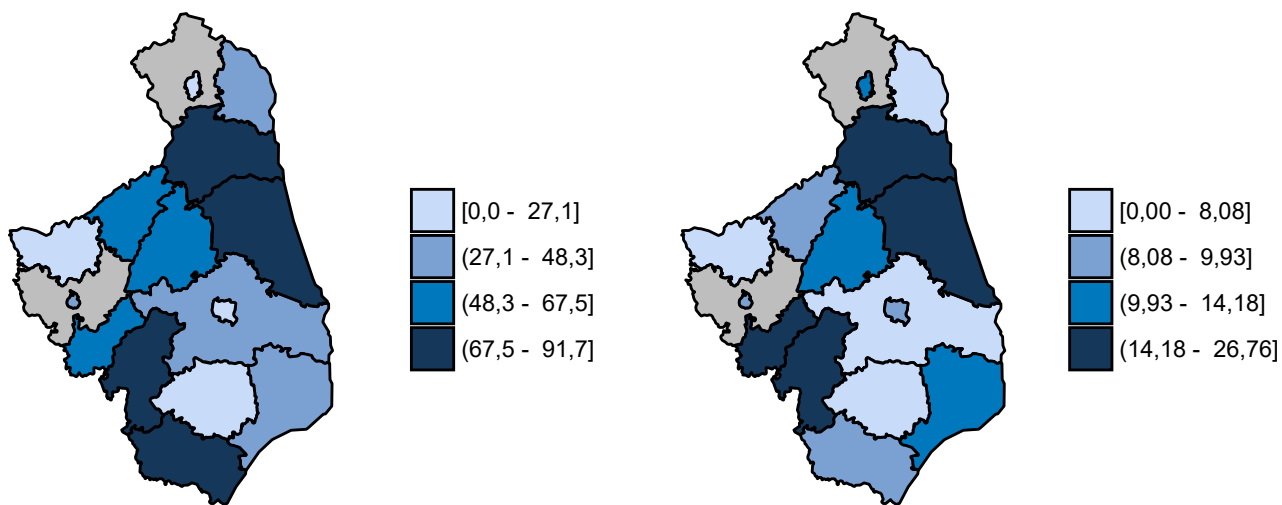 [0,0 - 27,1]
(27,1 - 48,3]
(48,3 - 67,5]
(67,5 - 91,7]
[0,00 - 8,08]
(8,08 - 9,93]
(9,93 - 14,18]
(14,18 - 26,76]